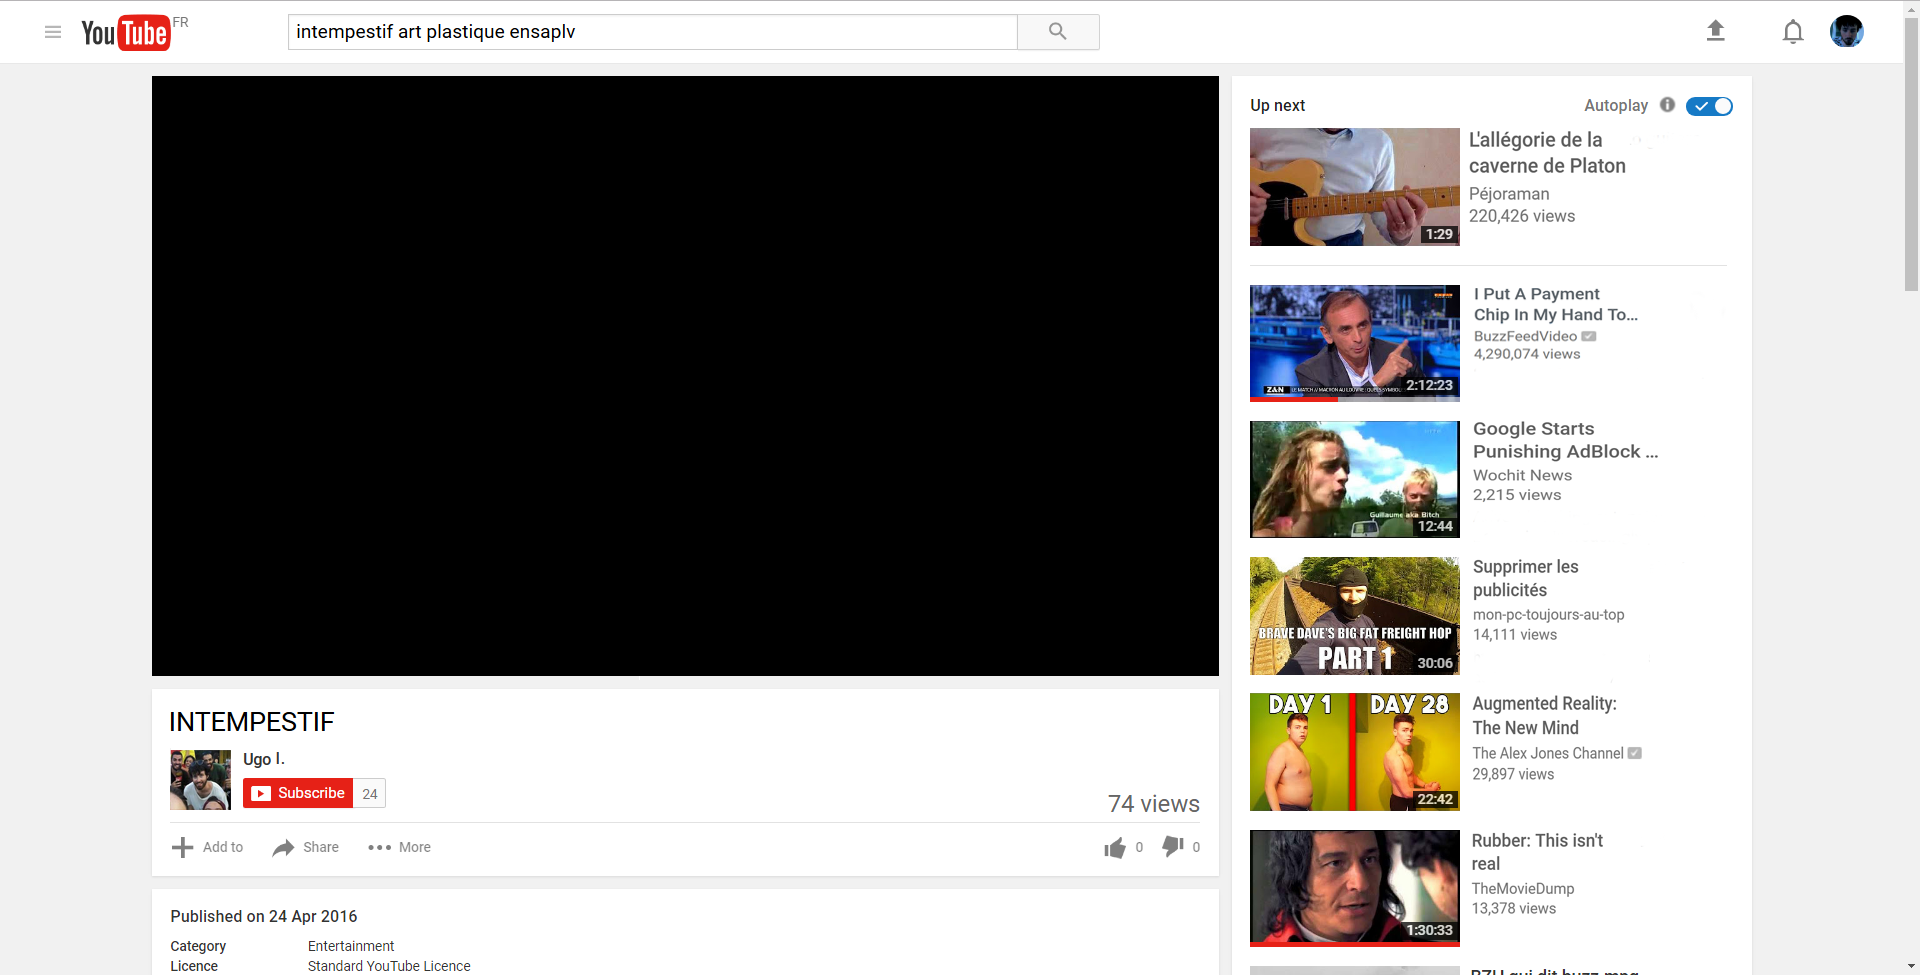 YouTube FR
intempestif art plastique ensaplv
Up next
Autoplay
1:29
L'allégorie de la
caverne de Platon
Péjoraman
220,426 views
Z&N
2:12:23
I Put A Payment
Chip In My Hand To...
BuzzFeedVideo
4,290,074 views
Guillaume aka Bitch
12:44
Google Starts
Punishing AdBlock ...
Wochit News
2,215 views
BRAVE DAVE'S BIG FAT FREIGHT HOP
PART 1
30:06
Supprimer les
publicités
mon-pc-toujours-au-top
14,111 views
DAY 1 DAY 28
22:42
Augmented Reality:
The New Mind
The Alex Jones Channel
29,897 views
1:30:33
Rubber: This isn't
real
TheMovieDump
13,378 views
INTEMPESTIF
Ugo I.
Subscribe 24
74 views
Add to Share More
0 0
Published on 24 Apr 2016
Category Entertainment
Licence Standard YouTube Licence